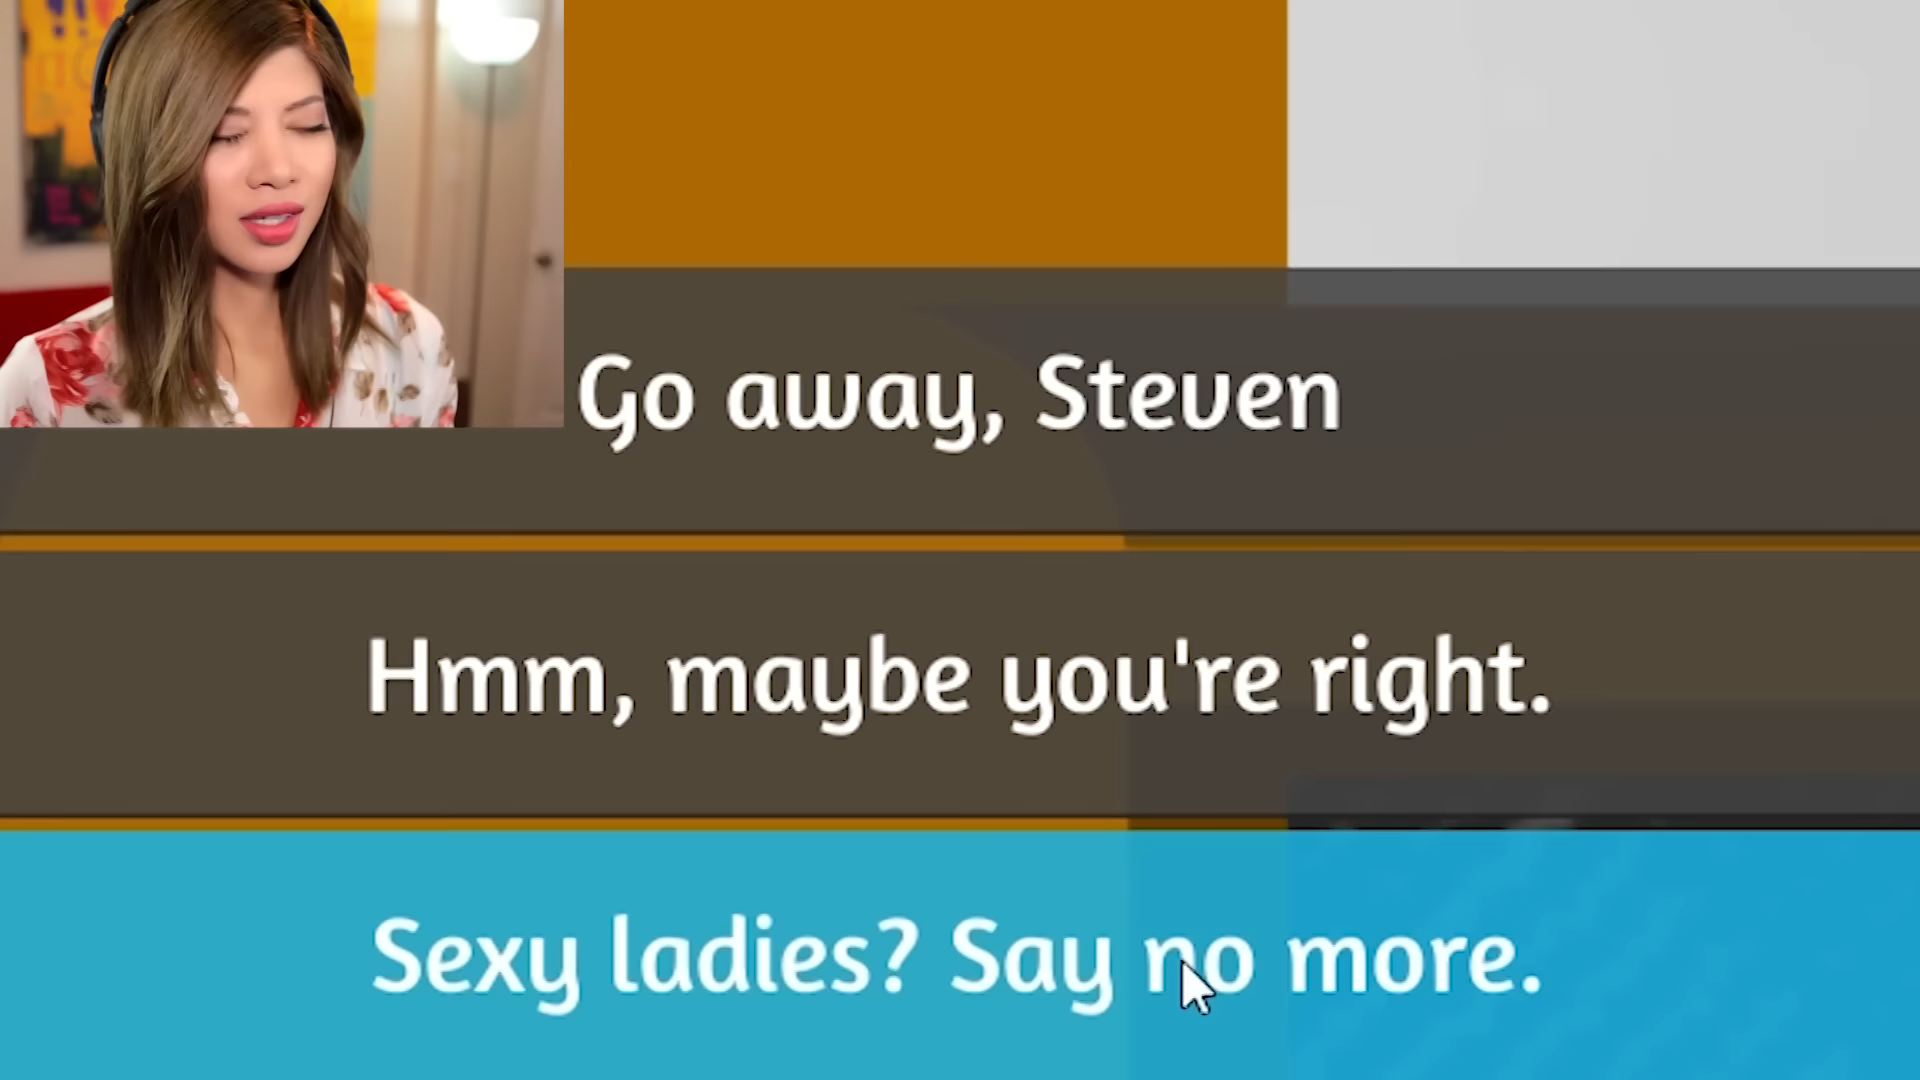 Go away, Steven
Hmm, maybe you're right.
Sexy ladies? Say no more.